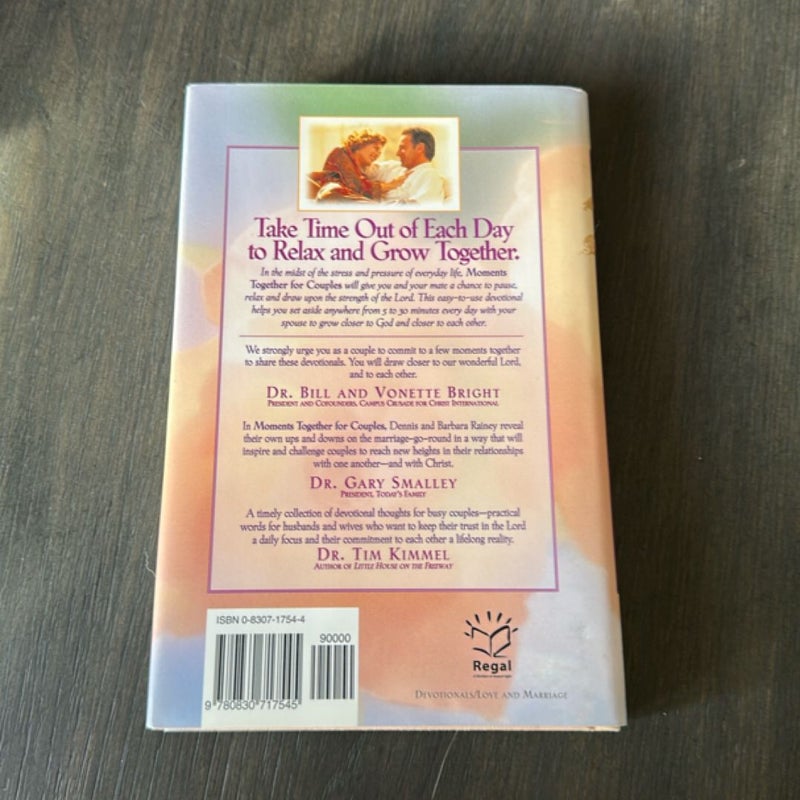 Take Time Out of Each Day
to Relax and Grow Together.
In the midst of the stress and pressure of everyday life, Moments
Together for Couples will give you and your mate a chance to pause,
relax and draw upon the strength of the Lord. This easy-to-use devotional
helps you set aside anywhere from 5 to 30 minutes every day with your
spouse to grow closer to God and closer to each other.
We strongly urge you as a couple to commit to a few moments together
to share these devotionals. You will draw closer to our wonderful Lord,
and to each other.
DR. BILL AND VONETTE BRIGHT
PRESIDENT AND COFOUNDERS, CAMPUS CRUSADE FOR CHRIST INTERNATIONAL
In Moments Together for Couples, Dennis and Barbara Rainey reveal
their own ups and downs on the marriage-go-round in a way that will
inspire and challenge couples to reach new heights in their relationships
with one another—and with Christ.
DR. GARY SMALLEY
PRESIDENT, TODAY'S FAMILY
A timely collection of devotional thoughts for busy couples—practical
words for husbands and wives who want to keep their trust in the Lord
a daily focus and their commitment to each other a lifelong reality.
DR. TIM KIMMEL
AUTHOR OF LITTLE HOUSE ON THE FREEWAY
ISBN 0-8307-1754-4
90000
9 780830 717545
Regal
DEVOTIONALS/LOVE AND MARRIAGE